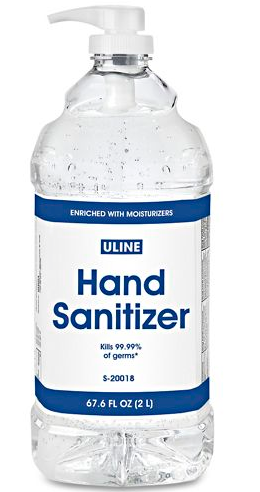 ENRICHED WITH MOISTURIZERS
ULINE
Hand
Sanitizer
Kills 99.99%
of germs*
S-20018
67.6 FL OZ (2 L)